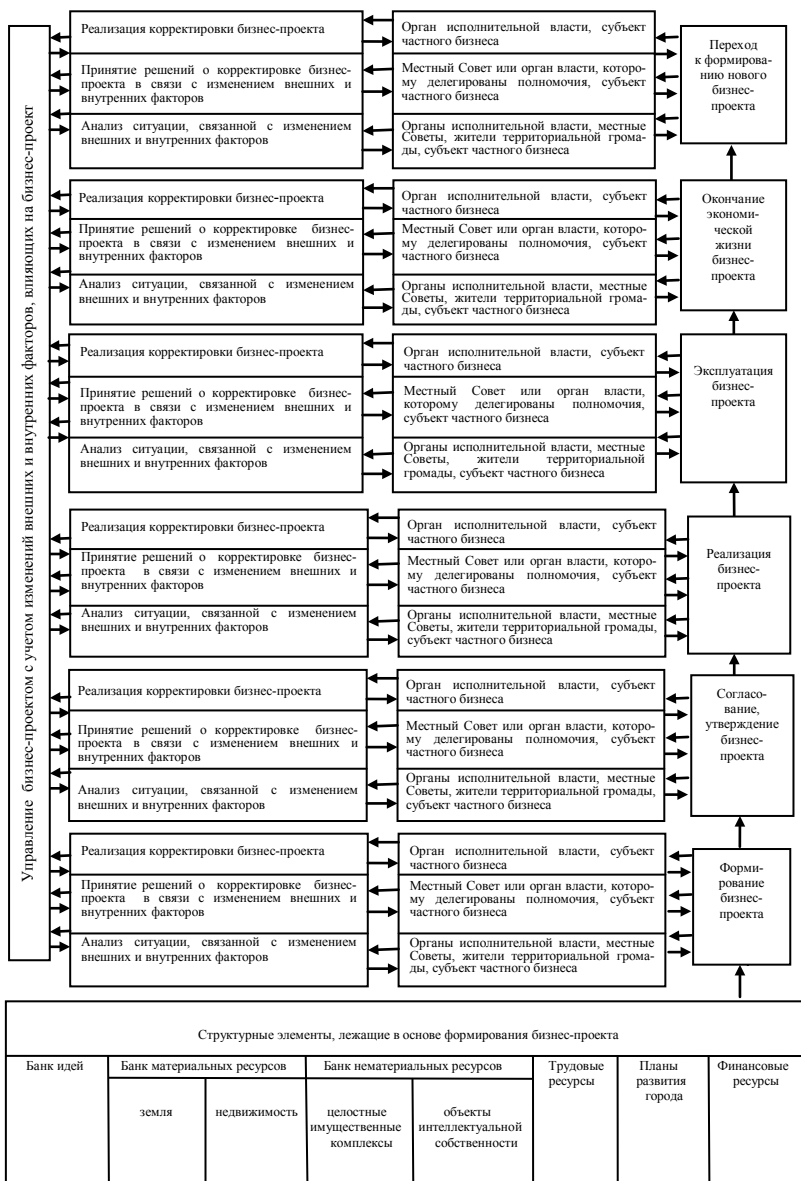 Управление бизнес-проектом с учетом изменений внешних и внутренних факторов, влияющих на бизнес-проект
Реализация корректировки бизнес-проекта
Принятие решений о корректировке бизнес-
проекта в связи с изменением внешних и
внутренних факторов
Анализ ситуации, связанной с изменением
внешних и внутренних факторов
Орган исполнительной власти, субъект
частного бизнеса
Местный Совет или орган власти, кото-
рому делегированы полномочия, субъект
частного бизнеса
Органы исполнительной власти, местные
Советы, жители территориальной грома-
ды, субъект частного бизнеса
Переход
к формирова-
нию нового
бизнес-
проекта
Реализация корректировки бизнес-проекта
Принятие решений о корректировке бизнес-
проекта в связи с изменением внешних и
внутренних факторов
Анализ ситуации, связанной с изменением
внешних и внутренних факторов
Орган исполнительной власти, субъект
частного бизнеса
Местный Совет или орган власти, кото-
рому делегированы полномочия, субъект
частного бизнеса
Органы исполнительной власти, местные
Советы, жители территориальной грома-
ды, субъект частного бизнеса
Окончание
экономи-
ческой
жизни
бизнес-
проекта
Реализация корректировки бизнес-проекта
Принятие решений о корректировке бизнес-
проекта в связи с изменением внешних и
внутренних факторов
Анализ ситуации, связанной с изменением
внешних и внутренних факторов
Орган исполнительной власти, субъект
частного бизнеса
Местный Совет или орган власти,
которому делегированы полномочия,
субъект частного бизнеса
Органы исполнительной власти, местные
Советы, жители территориальной
громады, субъект частного бизнеса
Эксплуатация
бизнес-
проекта
Реализация корректировки бизнес-проекта
Принятие решений о корректировке бизнес-
проекта в связи с изменением внешних и
внутренних факторов
Анализ ситуации, связанной с изменением
внешних и внутренних факторов
Орган исполнительной власти, субъект
частного бизнеса
Местный Совет или орган власти, которо-
му делегированы полномочия, субъект
частного бизнеса
Органы исполнительной власти, местные
Советы, жители территориальной громады,
субъект частного бизнеса
Реализация
бизнес-
проекта
Реализация корректировки бизнес-проекта
Принятие решений о корректировке бизнес-
проекта в связи с изменением внешних и
внутренних факторов
Анализ ситуации, связанной с изменением
внешних и внутренних факторов
Орган исполнительной власти, субъект
частного бизнеса
Местный Совет или орган власти, которо-
му делегированы полномочия, субъект
частного бизнеса
Органы исполнительной власти, местные
Советы, жители территориальной громады,
субъект частного бизнеса
Согласо-
вание,
утверждение
бизнес-
проекта
Реализация корректировки бизнес-проекта
Принятие решений о корректировке бизнес-
проекта в связи с изменением внешних и
внутренних факторов
Анализ ситуации, связанной с изменением
внешних и внутренних факторов
Орган исполнительной власти, субъект
частного бизнеса
Местный Совет или орган власти, которо-
му делегированы полномочия, субъект
частного бизнеса
Органы исполнительной власти, местные
Советы, жители территориальной грома-
ды, субъект частного бизнеса
Форми-
рование
бизнес-
проекта
Структурные элементы, лежащие в основе формирования бизнес-проекта
Банк идей
Банк материальных ресурсов
земля
недвижимость
Банк нематериальных ресурсов
целостные
имущественные
комплексы
объекты
интеллектуальной
собственности
Трудовые
ресурсы
Планы
развития
города
Финансовые
ресурсы